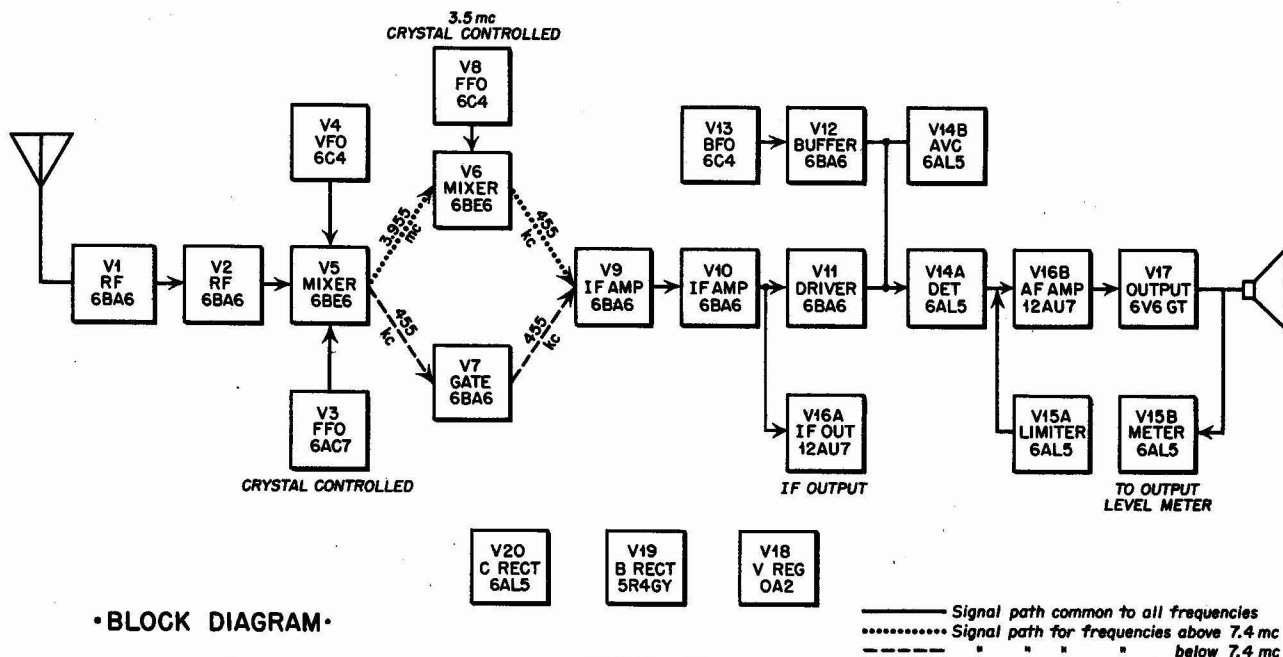 3.5 mc
CRYSTAL CONTROLLED
V8
FFO
6C4
V4
VFO
6C4
V6
MIXER
6BE6
V13
BFO
6C4
V12
BUFFER
6BA6
V14B
AVC
6AL5
3.955
mc
455
kc
V1
RF
6BA6
V2
RF
6BA6
V5
MIXER
6BE6
V9
IF AMP
6BA6
V10
IF AMP
6BA6
V11
DRIVER
6BA6
V14A
DET
6AL5
V16B
AF AMP
12AU7
V17
OUTPUT
6V6 GT
455
kc
455
kc
V3
FFO
6AC7
CRYSTAL CONTROLLED
V7
GATE
6BA6
V16A
IF OUT
12AU7
IF OUTPUT
V15A
LIMITER
6AL5
V15B
METER
6AL5
TO OUTPUT
LEVEL METER
V20
C RECT
6AL5
V19
B RECT
5R4GY
V18
V REG
OA2
•BLOCK DIAGRAM•
Signal path common to all frequencies
Signal path for frequencies above 7.4 mc
" " " " below 7.4 mc